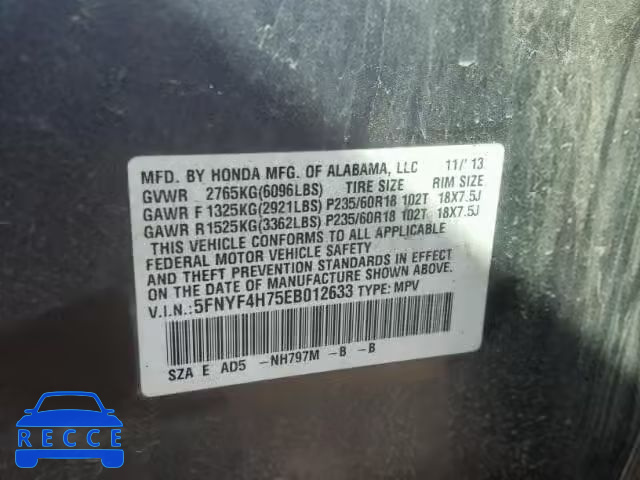 MFD. BY HONDA MFG. OF ALABAMA, LLC 11/'13
GVWR 2765KG(6096LBS) TIRE SIZE RIM SIZE
GAWR F1325KG(2921LBS) P235/60R18 102T 18X7.5J
GAWR R1525KG(3362LBS) P235/60R18 102T 18X7.5J
THIS VEHICLE CONFORMS TO ALL APPLICABLE
FEDERAL MOTOR VEHICLE SAFETY
AND THEFT PREVENTION STANDARDS IN EFFECT
ON THE DATE OF MANUFACTURE SHOWN ABOVE.
V.I.N.:5FNYF4H75EB012633 TYPE: MPV
SZA E AD5 -NH797M -B -B
RECCE